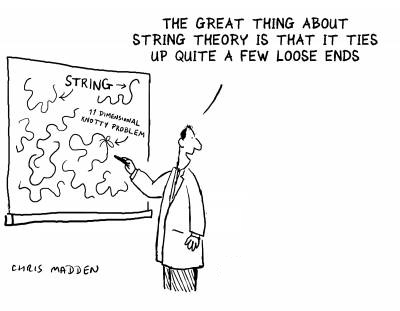 THE GREAT THING ABOUT
STRING THEORY IS THAT IT TIES
UP QUITE A FEW LOOSE ENDS
STRING
11 DIMENSIONAL
KNOTTY PROBLEM
CHRIS MADDEN